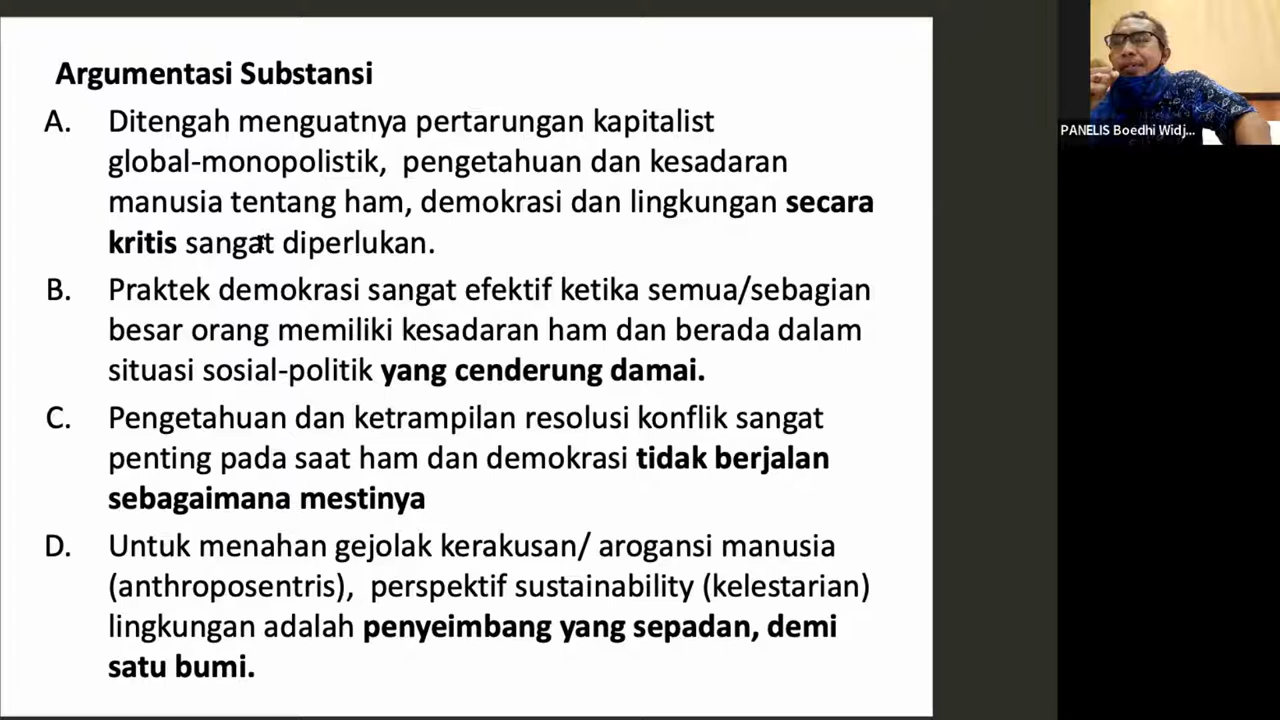 Argumentasi Substansi
A. Ditengah menguatnya pertarungan kapitalist
global-monopolistik, pengetahuan dan kesadaran
manusia tentang ham, demokrasi dan lingkungan secara
kritis sangat diperlukan.
B. Praktek demokrasi sangat efektif ketika semua/sebagian
besar orang memiliki kesadaran ham dan berada dalam
situasi sosial-politik yang cenderung damai.
C. Pengetahuan dan ketrampilan resolusi konflik sangat
penting pada saat ham dan demokrasi tidak berjalan
sebagaimana mestinya
D. Untuk menahan gejolak kerakusan/ arogansi manusia
(anthroposentris), perspektif sustainability (kelestarian)
lingkungan adalah penyeimbang yang sepadan, demi
satu bumi.
PANELIS Boedhi Widj...